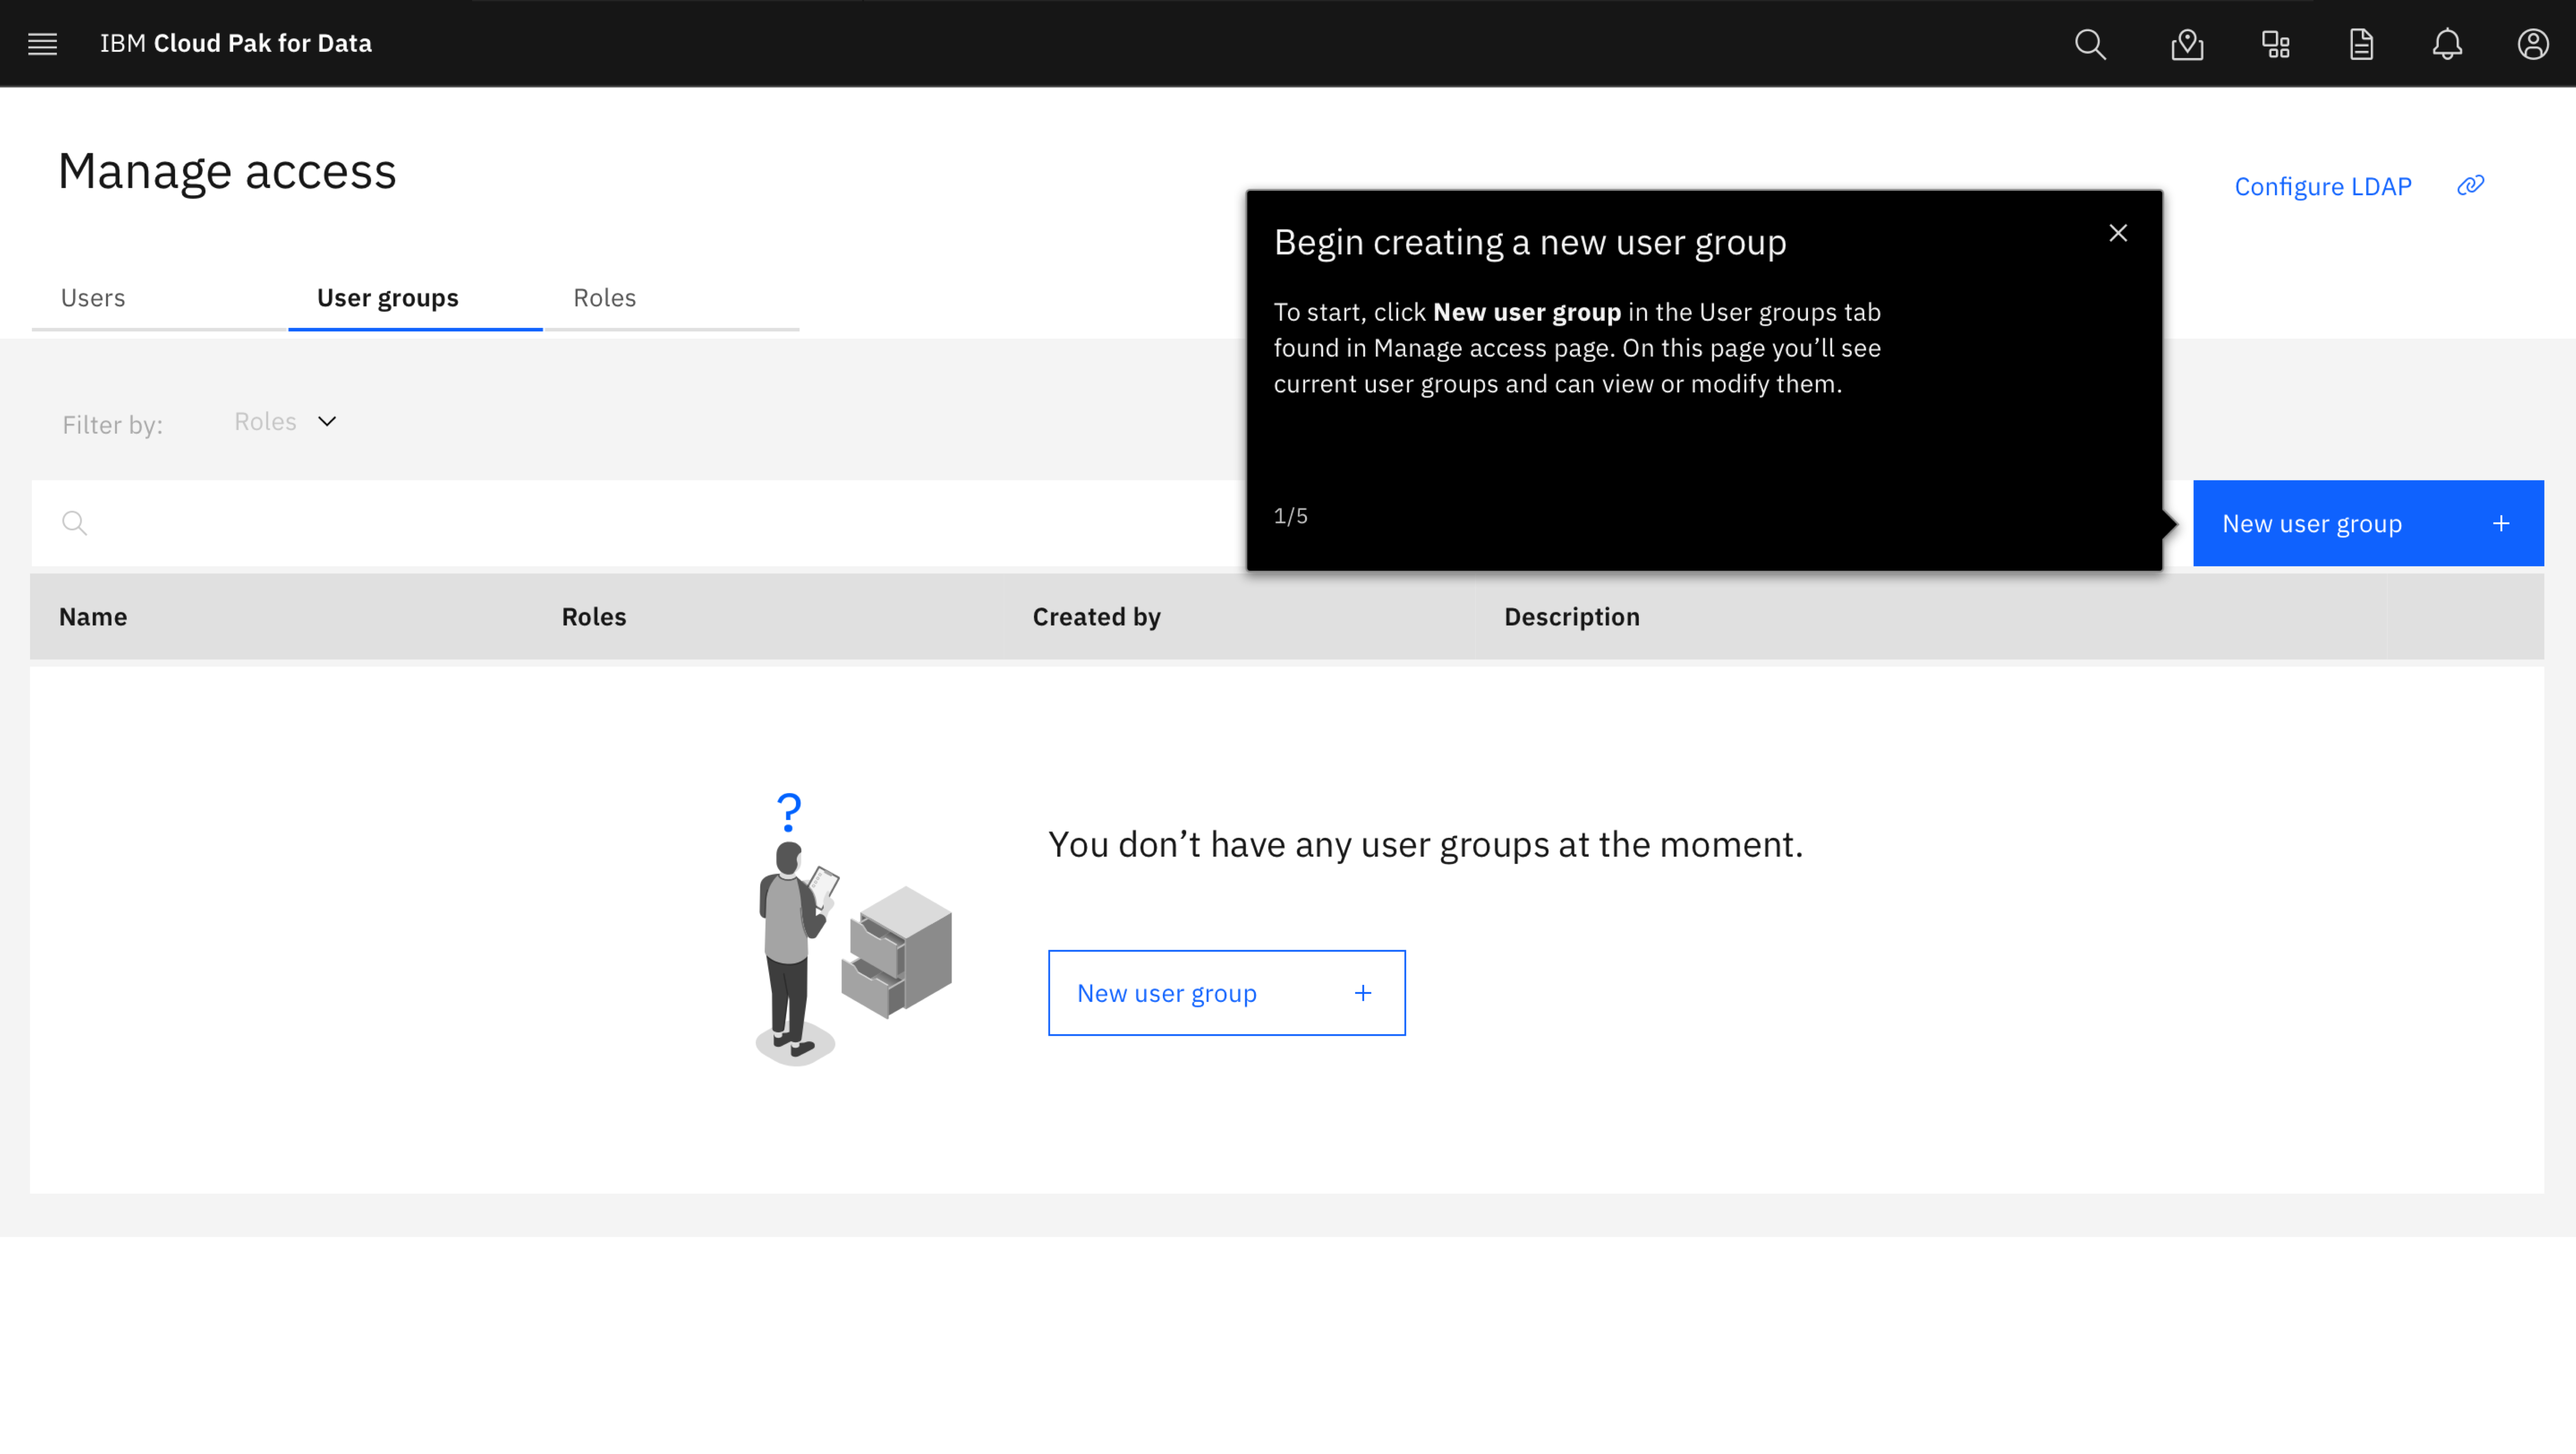 IBM Cloud Pak for Data
Manage access
Configure LDAP
Begin creating a new user group
To start, click New user group in the User groups tab
found in Manage access page. On this page you’ll see
current user groups and can view or modify them.
1/5
Users User groups Roles
Filter by: Roles
New user group +
Name Roles Created by Description
?
You don’t have any user groups at the moment.
New user group +